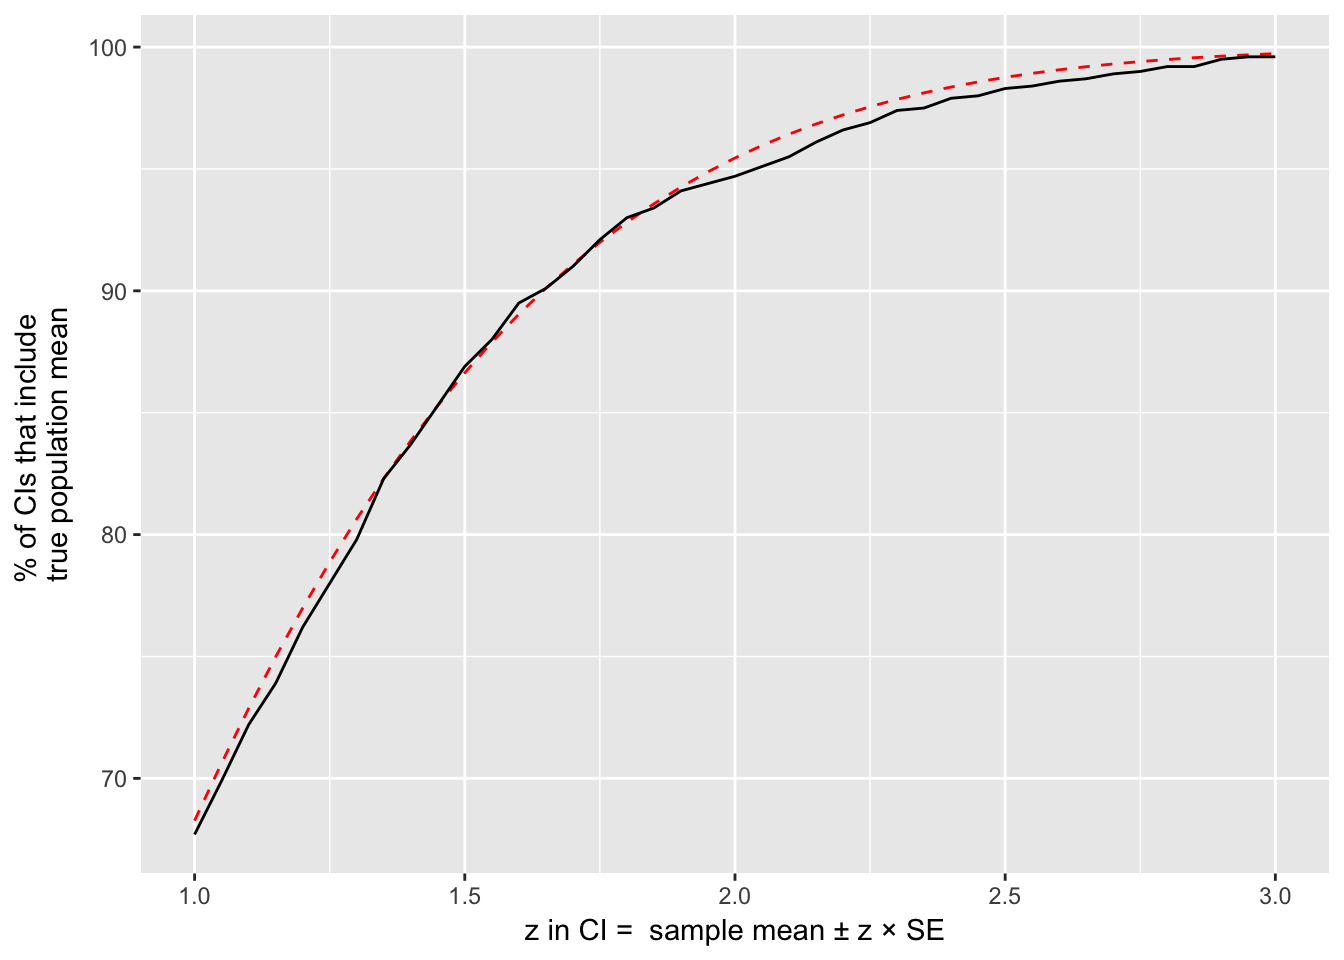 100
90
80
70
% of CIs that include
true population mean
1.0 1.5 2.0 2.5 3.0
z in CI =  sample mean ± z × SE